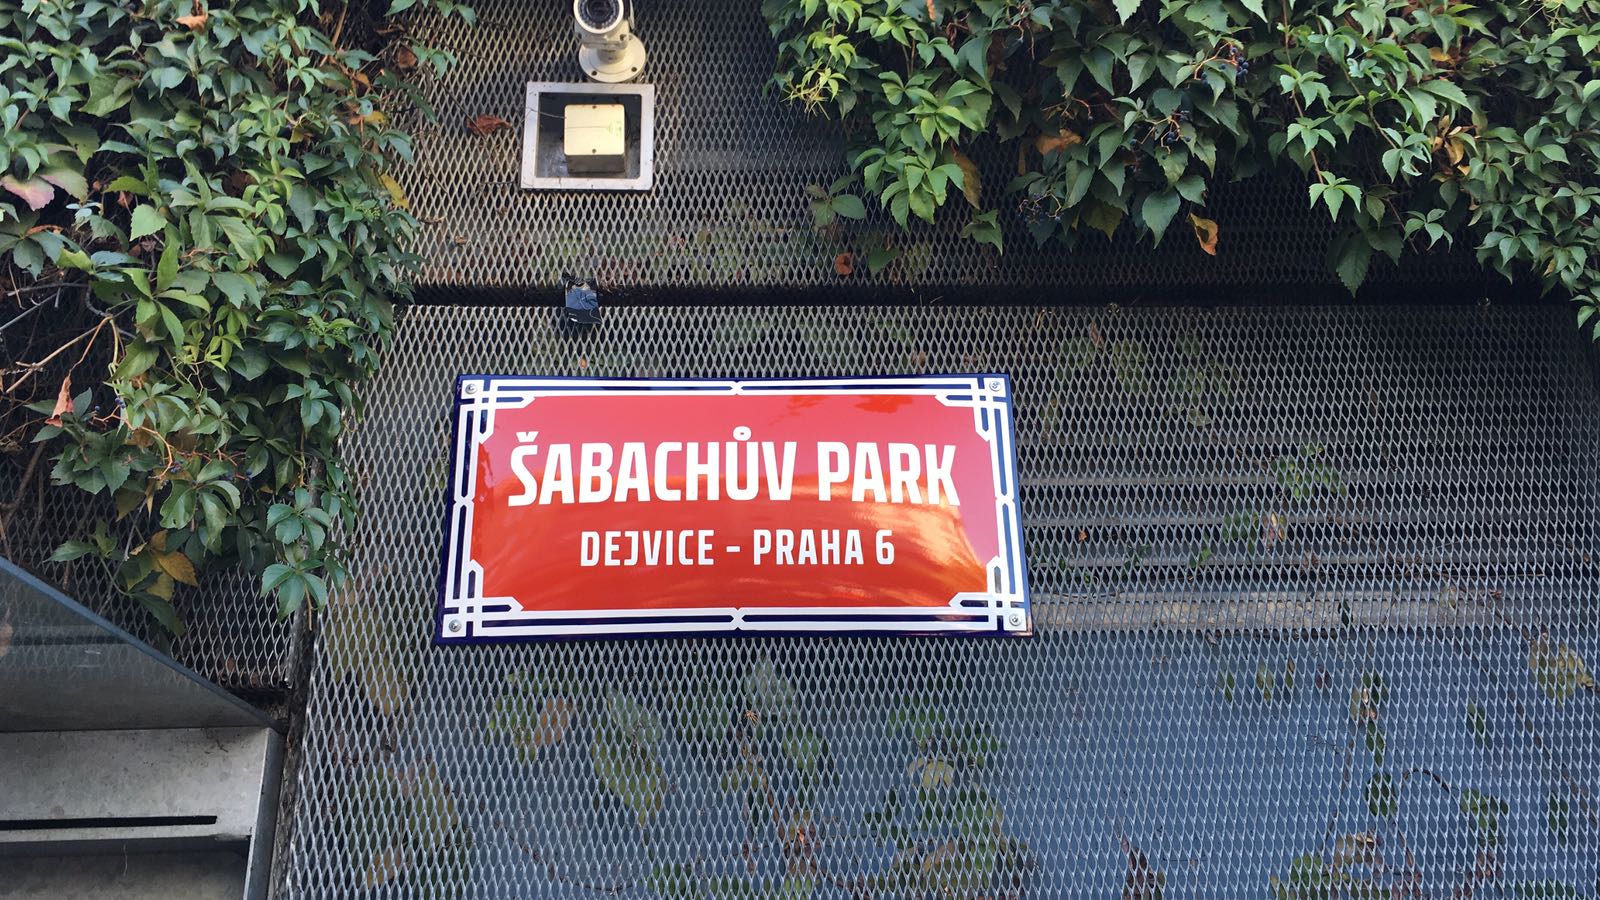 ŠABACHŮV PARK
DEJVICE - PRAHA 6